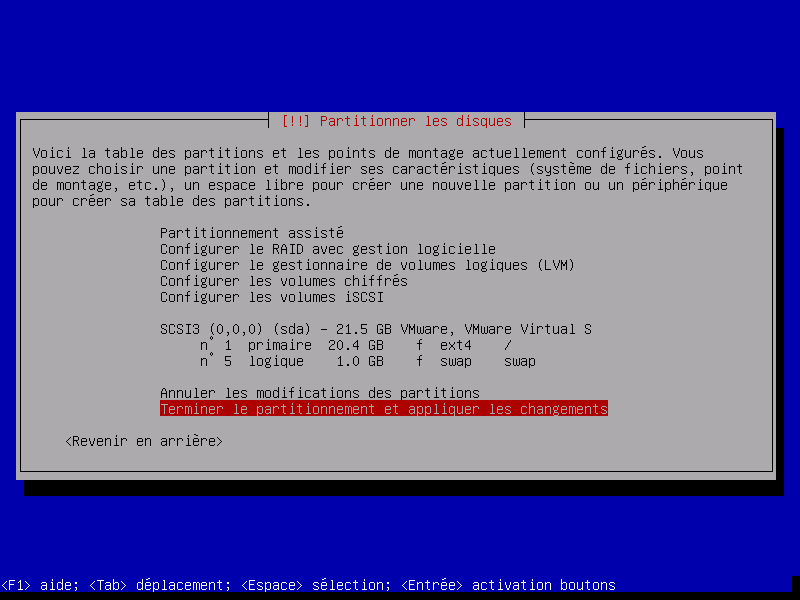 [!!] Partitionner les disques
Voici la table des partitions et les points de montage actuellement configurés. Vous
pouvez choisir une partition et modifier ses caractéristiques (système de fichiers, point
de montage, etc.), un espace libre pour créer une nouvelle partition ou un périphérique
pour créer sa table des partitions.
Partitionnement assisté
Configurer le RAID avec gestion logicielle
Configurer le gestionnaire de volumes logiques (LVM)
Configurer les volumes chiffrés
Configurer les volumes iSCSI
SCSI3 (0,0,0) (sda) - 21.5 GB VMware, VMware Virtual S
n° 1 primaire 20.4 GB f ext4 /
n° 5 logique 1.0 GB f swap swap
Annuler les modifications des partitions
Terminer le partitionnement et appliquer les changements
<Revenir en arrière>
<F1> aide; <Tab> déplacement; <Espace> sélection; <Entrée> activation boutons